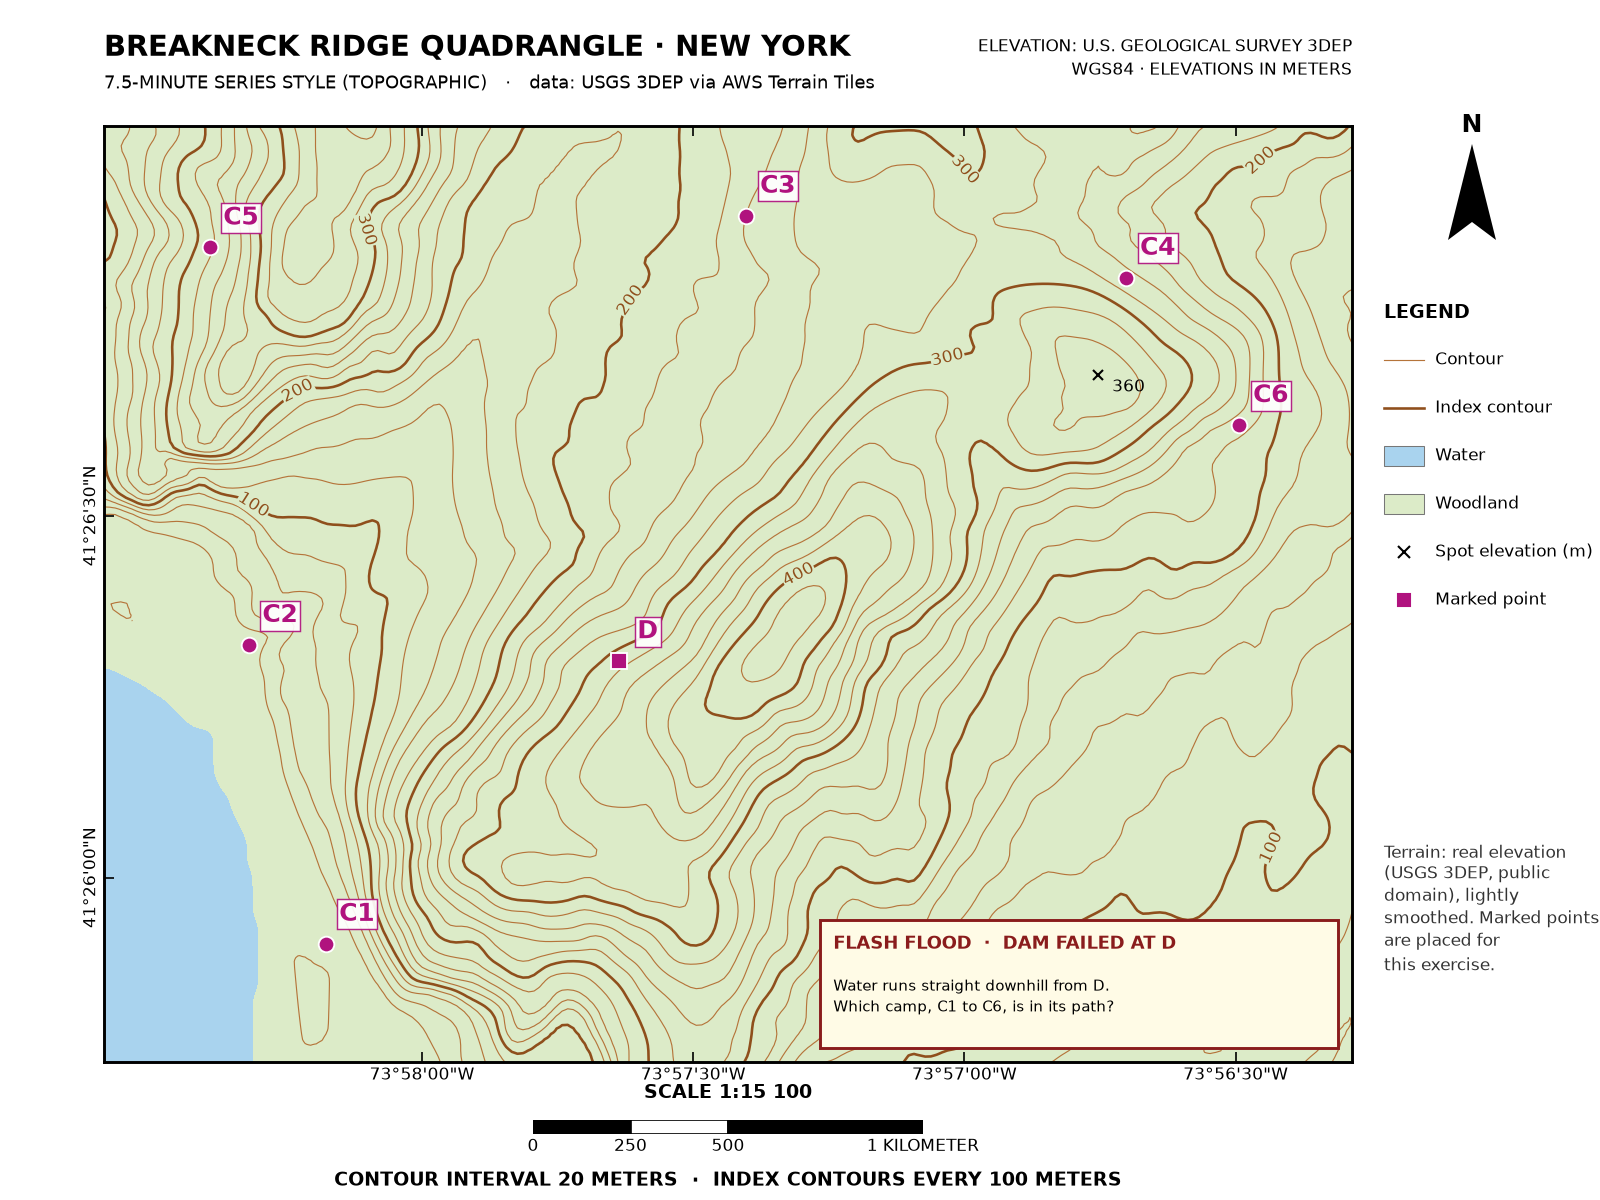 BREAKNECK RIDGE QUADRANGLE · NEW YORK
7.5-MINUTE SERIES STYLE (TOPOGRAPHIC) · data: USGS 3DEP via AWS Terrain Tiles
ELEVATION: U.S. GEOLOGICAL SURVEY 3DEP
WGS84 · ELEVATIONS IN METERS
N
300
200
C3
C5
300
C4
200
300
360
C6
200
100
400
C2
D
100
C1
41°26'30"N
41°26'00"N
FLASH FLOOD · DAM FAILED AT D
Water runs straight downhill from D.
Which camp, C1 to C6, is in its path?
73°58'00"W
73°57'30"W
73°57'00"W
73°56'30"W
LEGEND
Contour
Index contour
Water
Woodland
Spot elevation (m)
Marked point
Terrain: real elevation
(USGS 3DEP, public
domain), lightly
smoothed. Marked points
are placed for
this exercise.
SCALE 1:15 100
0 250 500 1 KILOMETER
CONTOUR INTERVAL 20 METERS · INDEX CONTOURS EVERY 100 METERS